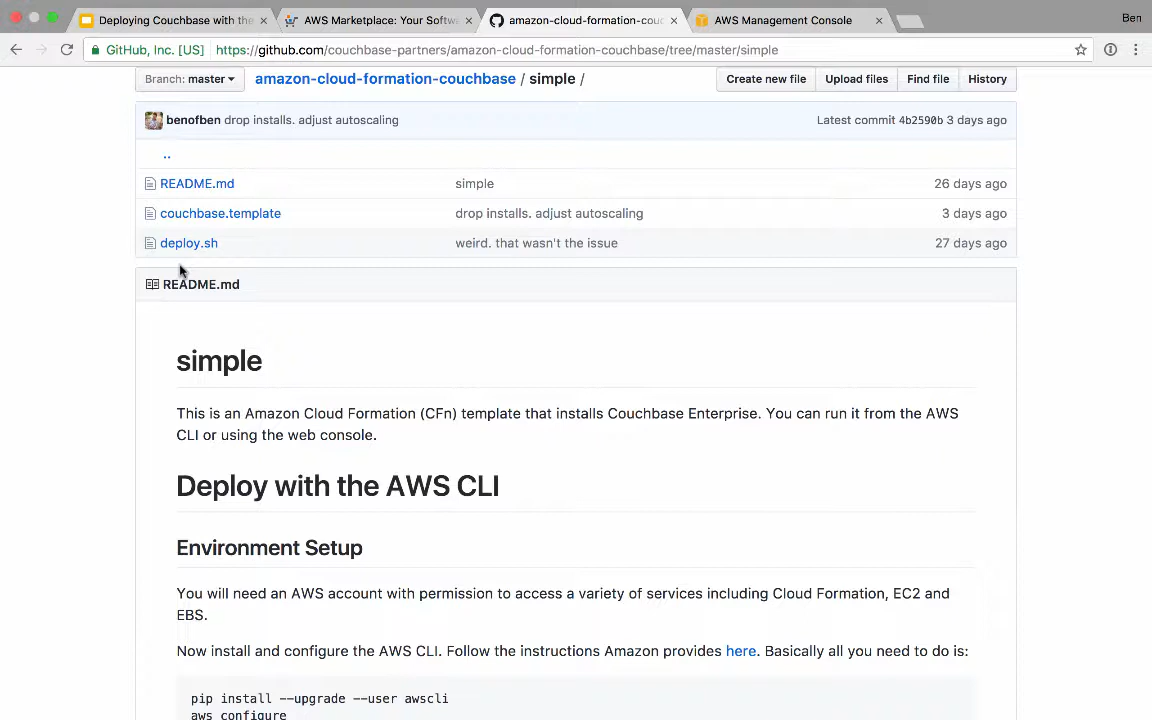 Deploying Couchbase with the
AWS Marketplace: Your Softwa
amazon-cloud-formation-couc
AWS Management Console
Ben
GitHub, Inc. [US]
https://github.com/couchbase-partners/amazon-cloud-formation-couchbase/tree/master/simple
Branch: master
amazon-cloud-formation-couchbase / simple /
Create new file
Upload files
Find file
History
benofben drop installs. adjust autoscaling
Latest commit 4b2590b 3 days ago
..
README.md simple 26 days ago
couchbase.template drop installs. adjust autoscaling 3 days ago
deploy.sh weird. that wasn't the issue 27 days ago
README.md
simple
This is an Amazon Cloud Formation (CFn) template that installs Couchbase Enterprise. You can run it from the AWS
CLI or using the web console.
Deploy with the AWS CLI
Environment Setup
You will need an AWS account with permission to access a variety of services including Cloud Formation, EC2 and
EBS.
Now install and configure the AWS CLI. Follow the instructions Amazon provides here. Basically all you need to do is:
pip install --upgrade --user awscli
aws configure